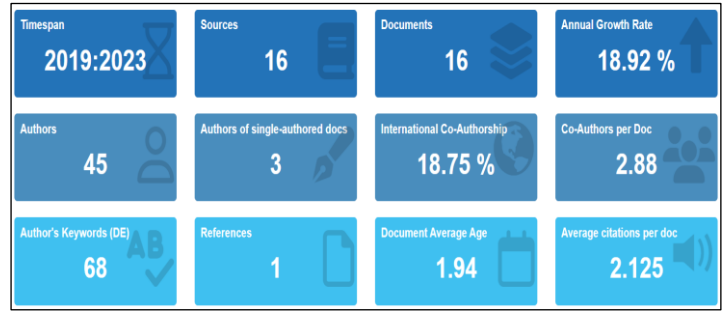 Timespan
2019:2023
Sources
16
Documents
16
Annual Growth Rate
18.92 %
Authors
45
Authors of single-authored docs
3
International Co-Authorship
18.75 %
Co-Authors per Doc
2.88
Author's Keywords (DE)
68
AB
References
1
Document Average Age
1.94
Average citations per doc
2.125